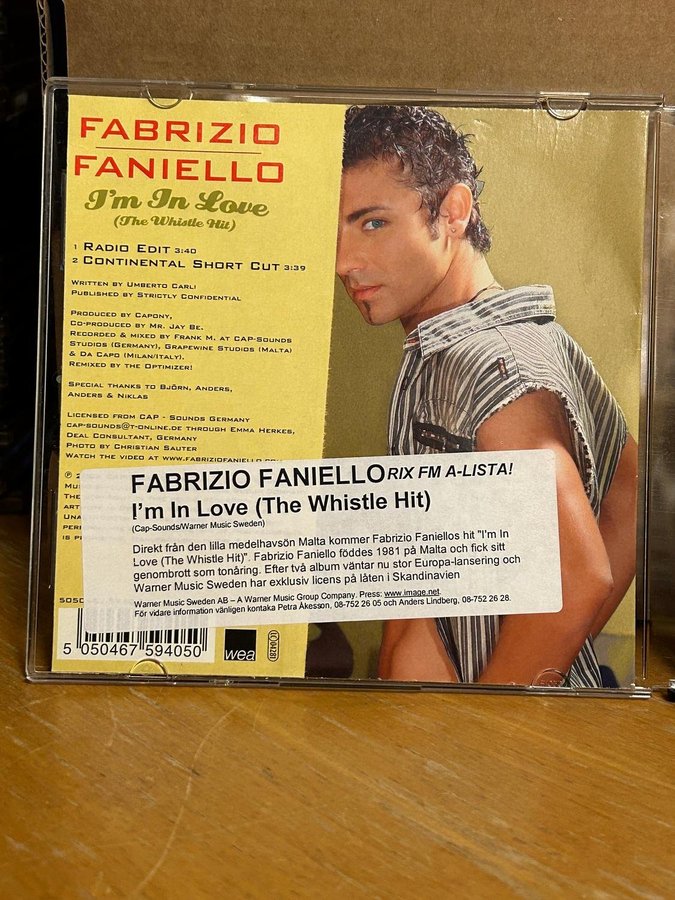 FABRIZIO
FANIELLO
I'm In Love
(The Whistle Hit)
1 RADIO EDIT 3:40
2 CONTINENTAL SHORT CUT 3:39
WRITTEN BY UMBERTO CARLI
PUBLISHED BY STRICTLY CONFIDENTIAL
PRODUCED BY CAPONY,
CO-PRODUCED BY MR. JAY BE.
RECORDED & MIXED BY FRANK M. AT CAP-SOUNDS
STUDIOS (GERMANY), GRAPEWINE STUDIOS (MALTA)
& DA CAPO (MILAN/ITALY).
REMIXED BY THE OPTIMIZER!
SPECIAL THANKS TO BJÖRN, ANDERS,
ANDERS & NIKLAS
LICENSED FROM CAP - SOUNDS GERMANY
CAP-SOUNDS@T-ONLINE.DE THROUGH EMMA HERKES,
DEAL CONSULTANT, GERMANY
PHOTO BY CHRISTIAN SAUTER
WATCH THE VIDEO AT WWW.FABRIZIOFANIELLO.
FABRIZIO FANIELLO RIX FM A-LISTA!
I'm In Love (The Whistle Hit)
(Cap-Sounds/Warner Music Sweden)
Direkt från den lilla medelhavsön Malta kommer Fabrizio Faniellos hit "I'm In
Love (The Whistle Hit)". Fabrizio Faniello föddes 1981 på Malta och fick sitt
genombrott som tonåring. Efter två album väntar nu stor Europa-lansering och
Warner Music Sweden har exklusiv licens på låten i Skandinavien
Warner Music Sweden AB – A Warner Music Group Company. Press: www.image.net.
För vidare information vänligen kontaka Petra Åkesson, 08-752 26 05 och Anders Lindberg, 08-752 26 28.
5 050467 594050
wea